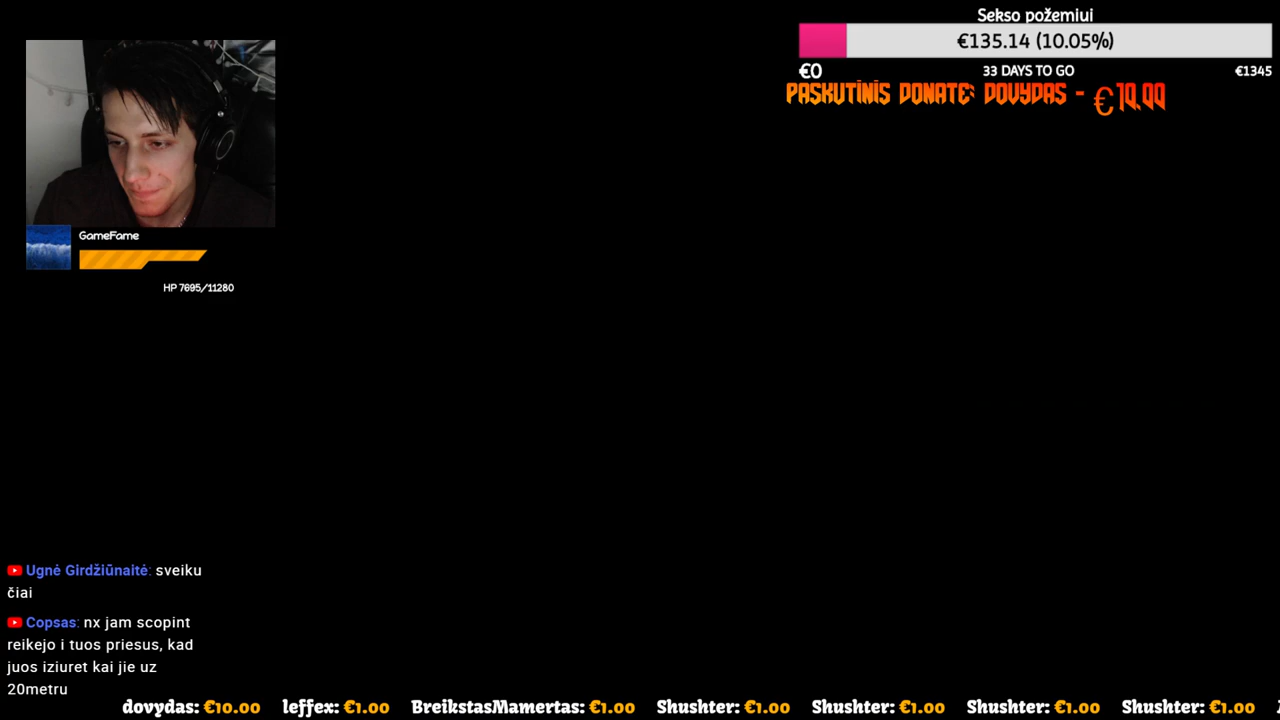 Sekso požemiui
€135.14 (10.05%)
€0 33 DAYS TO GO €1345
PASKUTINIS DONATE: DOVYDAS - €10.00
GameFame
HP 7695/11280
Ugnė Girdžiūnaitė: sveiku
čiai
Copsas: nx jam scopint
reikejo i tuos priesus, kad
juos iziuret kai jie uz
20metru
dovydas: €10.00 leffex: €1.00 BreikstasMamertas: €1.00 Shushter: €1.00 Shushter: €1.00 Shushter: €1.00 Shushter: €1.00